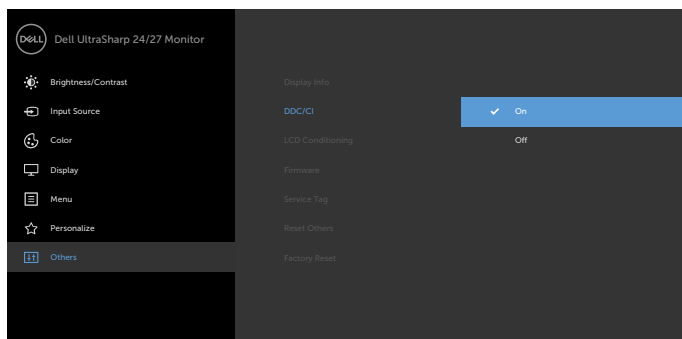 DELL Dell UltraSharp 24/27 Monitor
Brightness/Contrast
Input Source
Color
Display
Menu
Personalize
Others
Display Info
DDC/CI
LCD Conditioning
Firmware
Service Tag
Reset Others
Factory Reset
On
Off